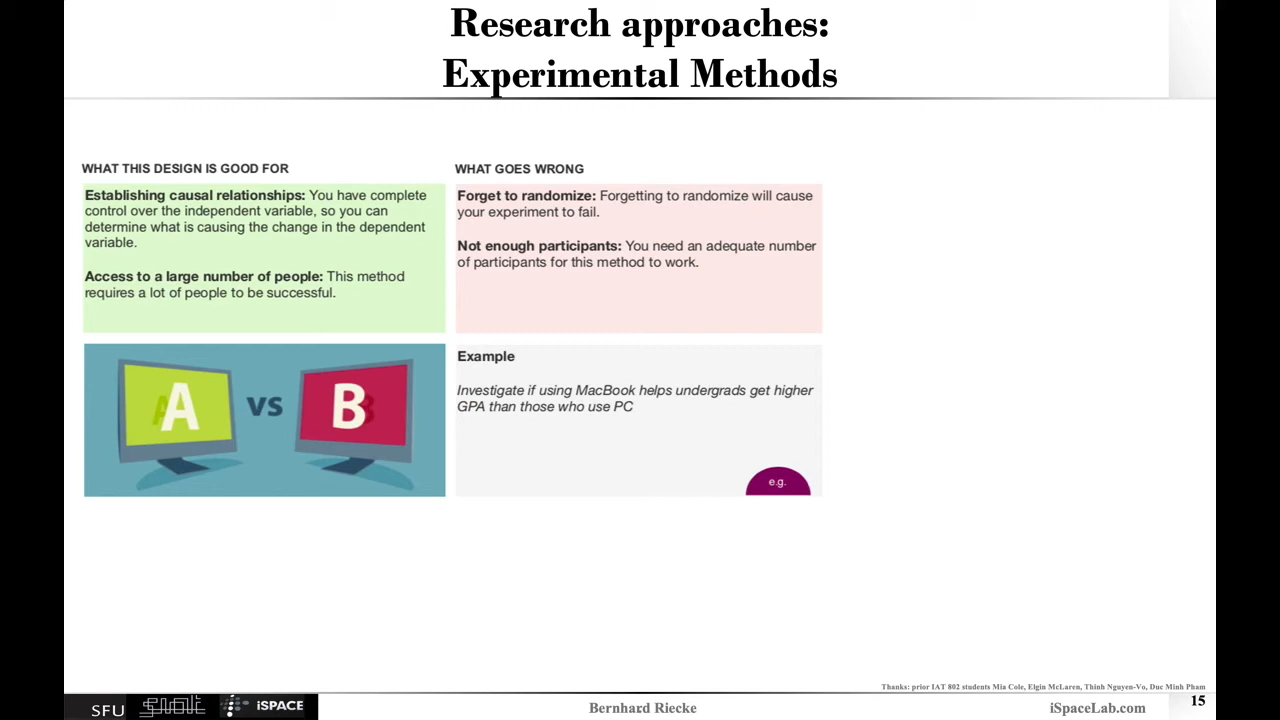 Research approaches:
Experimental Methods
WHAT THIS DESIGN IS GOOD FOR
Establishing causal relationships: You have complete
control over the independent variable, so you can
determine what is causing the change in the dependent
variable.
Access to a large number of people: This method
requires a lot of people to be successful.
WHAT GOES WRONG
Forget to randomize: Forgetting to randomize will cause
your experiment to fail.
Not enough participants: You need an adequate number
of participants for this method to work.
A VS B
Example
Investigate if using MacBook helps undergrads get higher
GPA than those who use PC
e.g.
Thanks: prior IAT 802 students Mia Cole, Elgin McLaren, Thinh Nguyen-Vo, Duc Minh Pham
SFU
iSPACE
Bernhard Riecke
iSpaceLab.com
15